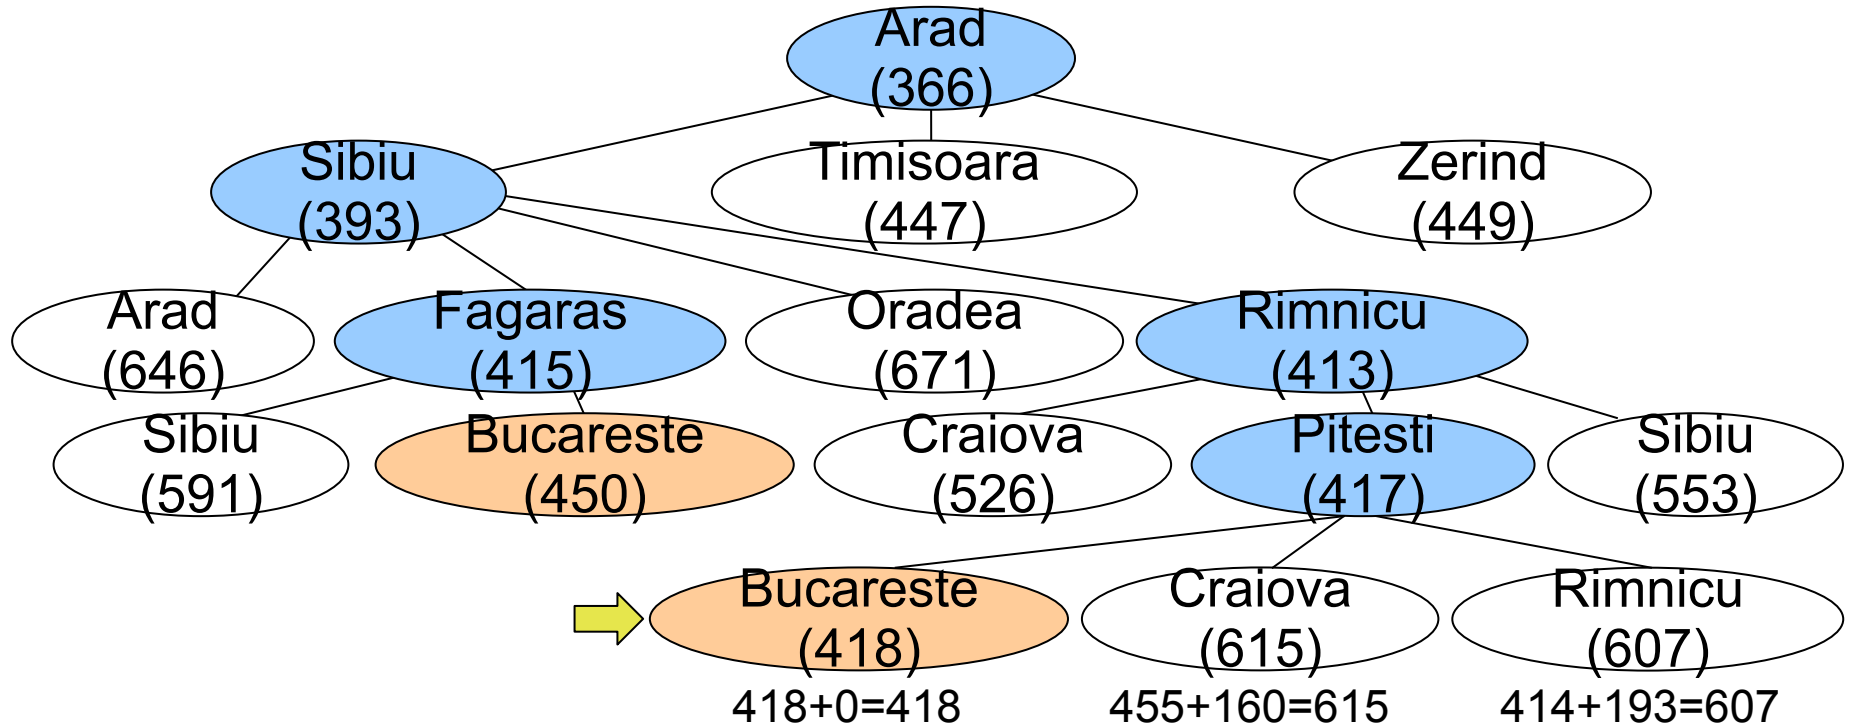 Arad
(366)
Sibiu
(393)
Timisoara
(447)
Zerind
(449)
Arad
(646)
Fagaras
(415)
Oradea
(671)
Rimnicu
(413)
Sibiu
(591)
Bucareste
(450)
Craiova
(526)
Pitesti
(417)
Sibiu
(553)
Bucareste
(418)
Craiova
(615)
Rimnicu
(607)
418+0=418
455+160=615
414+193=607